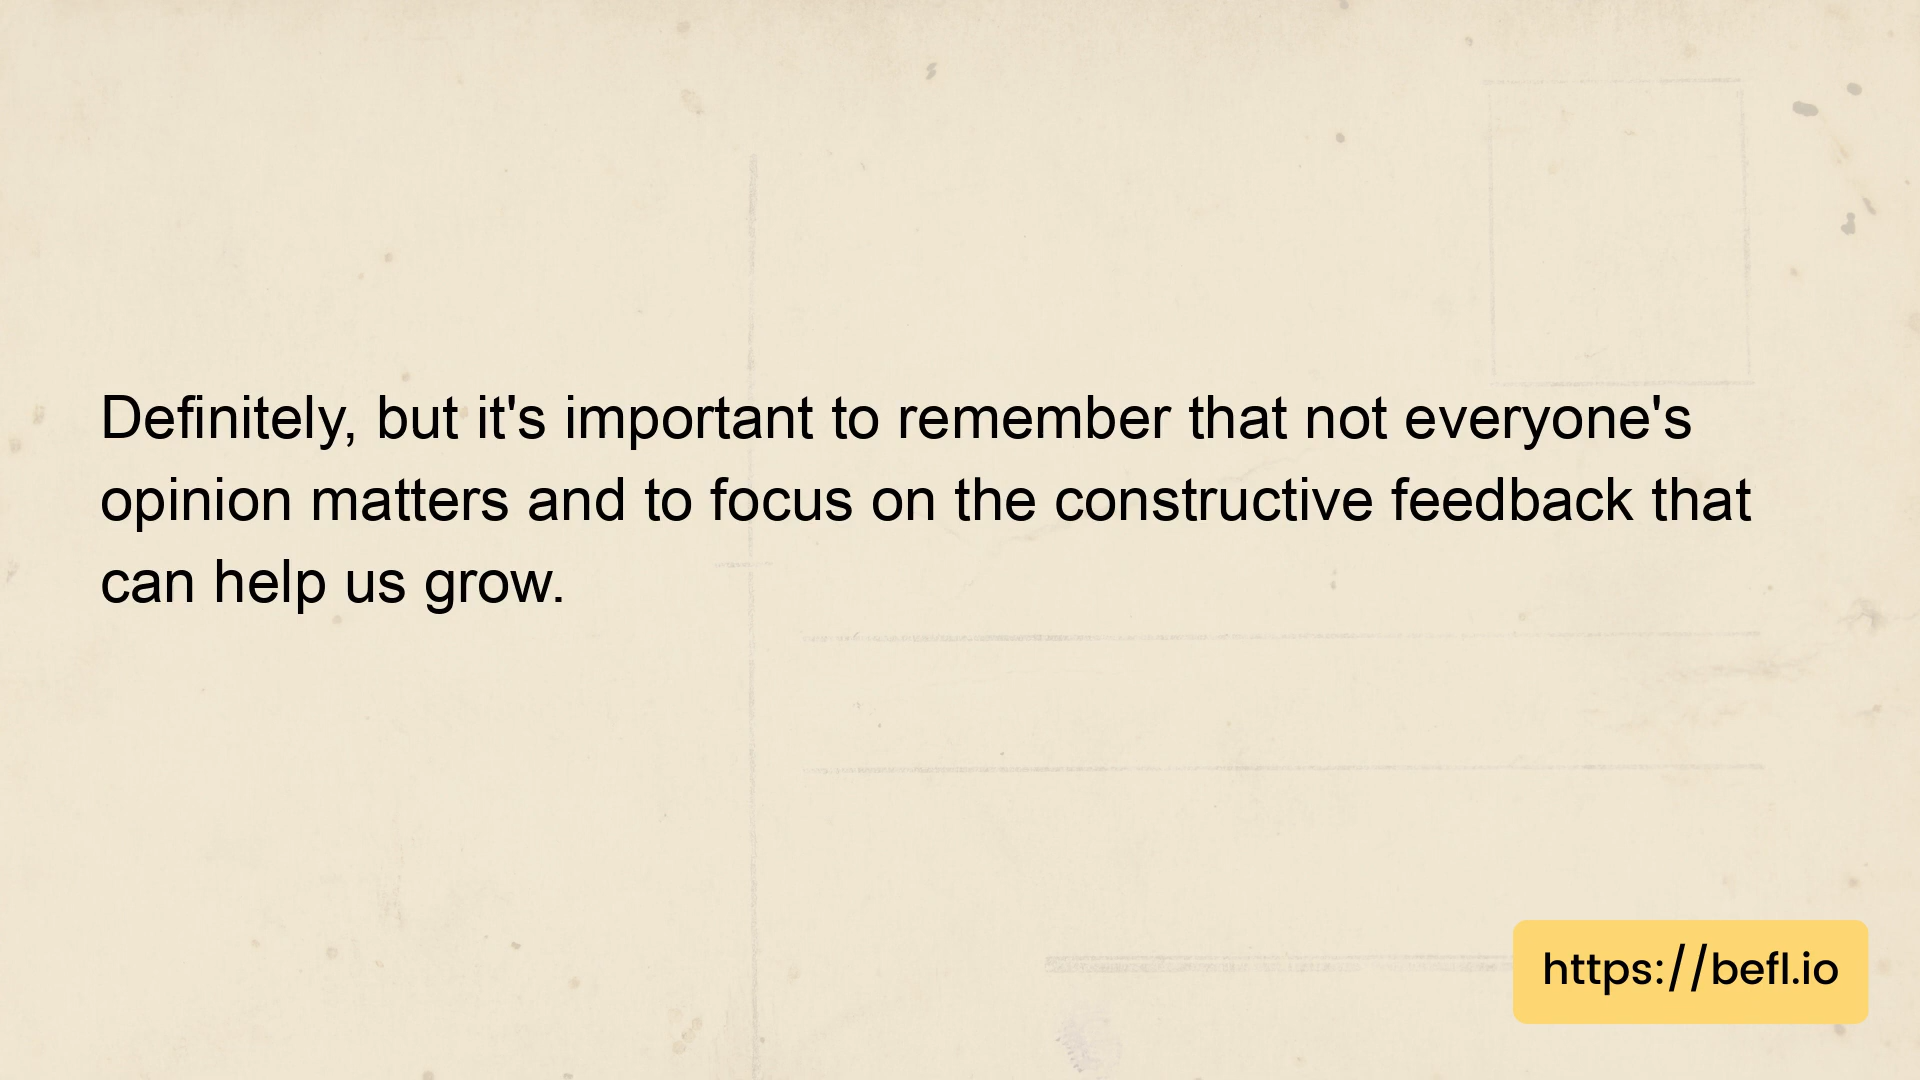 Definitely, but it's important to remember that not everyone's
opinion matters and to focus on the constructive feedback that
can help us grow.
https://befl.io